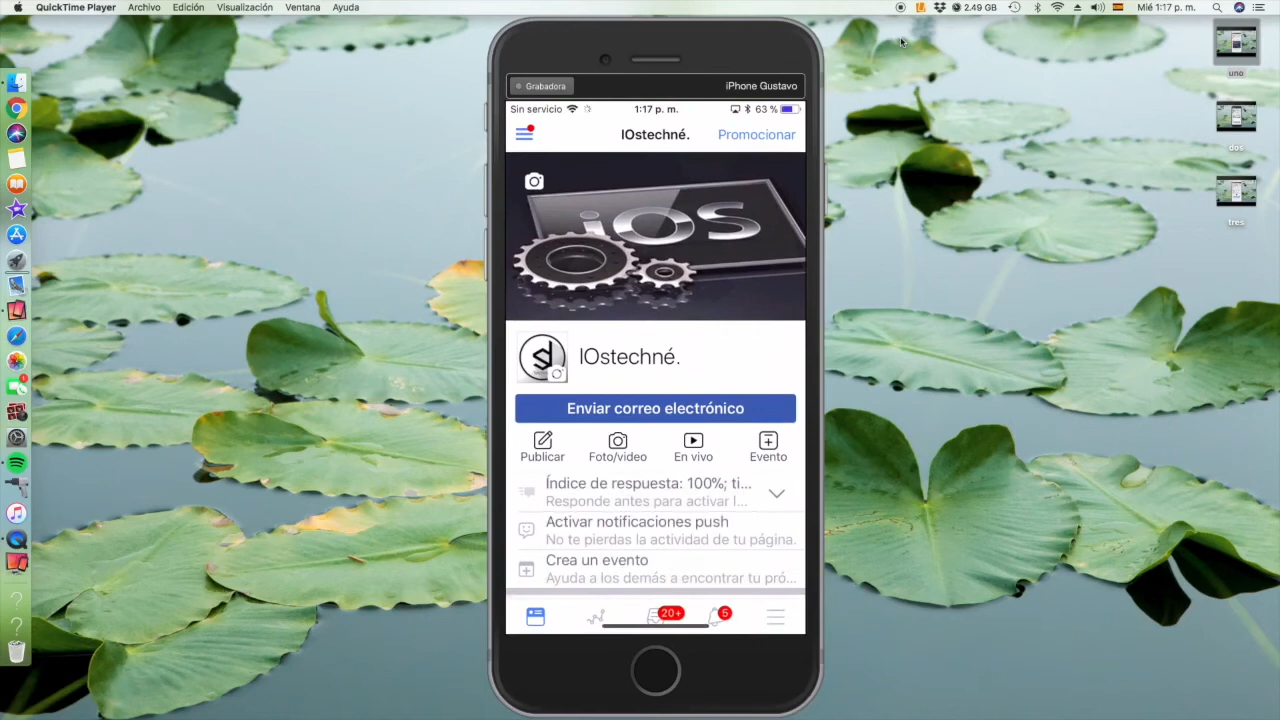 QuickTime Player Archivo Edición Visualización Ventana Ayuda 2.49 GB Mié 1:17 p. m.
Grabadora iPhone Gustavo
Sin servicio 1:17 p. m. 63 %
IOstechné. Promocionar
iOS
IOstechné.
Enviar correo electrónico
Publicar Foto/video En vivo Evento
Índice de respuesta: 100%; ti...
Responde antes para activar l...
Activar notificaciones push
No te pierdas la actividad de tu página.
Crea un evento
Ayuda a los demás a encontrar tu pró...
20+ 5
uno
dos
tres